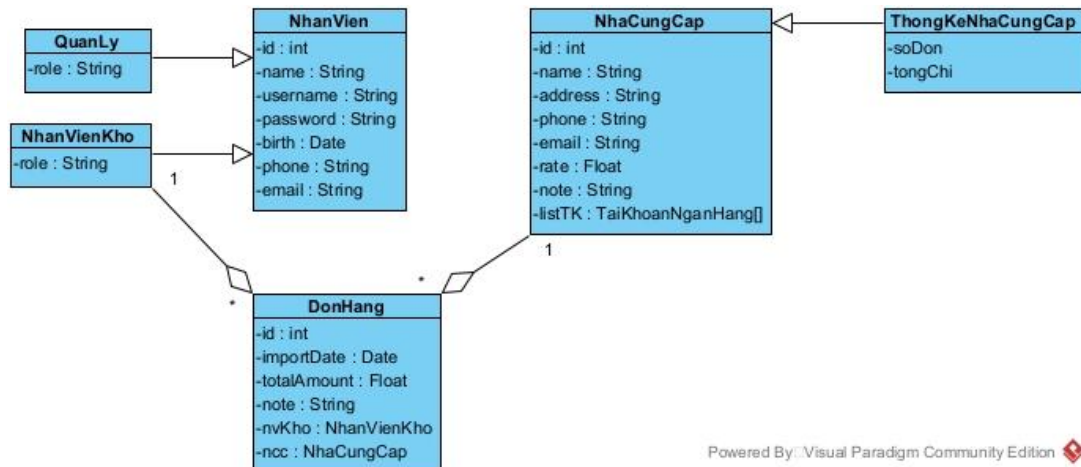 QuanLy
-role : String
NhanVienKho
-role : String
1
NhanVien
-id : int
-name : String
-username : String
-password : String
-birth : Date
-phone : String
-email : String
NhaCungCap
-id : int
-name : String
-address : String
-phone : String
-email : String
-rate : Float
-note : String
-listTK : TaiKhoanNganHang[]
ThongKeNhaCungCap
-soDon
-tongChi
1
*
*
DonHang
-id : int
-importDate : Date
-totalAmount : Float
-note : String
-nvKho : NhanVienKho
-ncc : NhaCungCap
Powered By Visual Paradigm Community Edition